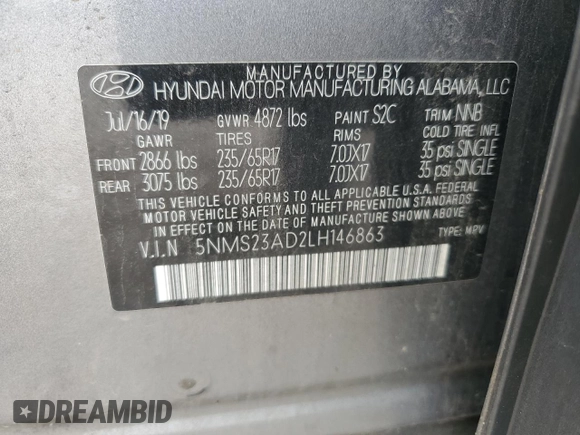 MANUFACTURED BY
HYUNDAI MOTOR MANUFACTURING ALABAMA, LLC
Jul/16/19 GVWR 4872 lbs PAINT S2C TRIM NNB
GAWR TIRES RIMS COLD TIRE INFL
FRONT 2866 lbs 235/65R17 7.0JX17 35 psi SINGLE
REAR 3075 lbs 235/65R17 7.0JX17 35 psi SINGLE
THIS VEHICLE CONFORMS TO ALL APPLICABLE U.S.A. FEDERAL
MOTOR VEHICLE SAFETY AND THEFT PREVENTION STANDARDS
IN EFFECT ON THE DATE OF MANUFACTURE SHOWN ABOVE.
V.I.N 5NMS23AD2LH146863 TYPE: MPV
DREAMBID